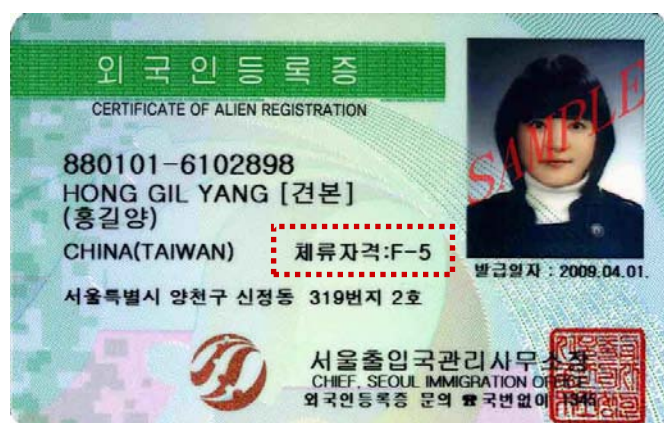 외국인등록증
CERTIFICATE OF ALIEN REGISTRATION
880101-6102898
HONG GIL YANG [견본]
(홍길양)
CHINA(TAIWAN) 체류자격:F-5
SAMPLE
발급일자 : 2009.04.01.
서울특별시 양천구 신정동 319번지 2호
서울출입국관리사무소장
CHIEF, SEOUL IMMIGRATION OFFICE
외국인등록증 문의 ☎국번없이 1345